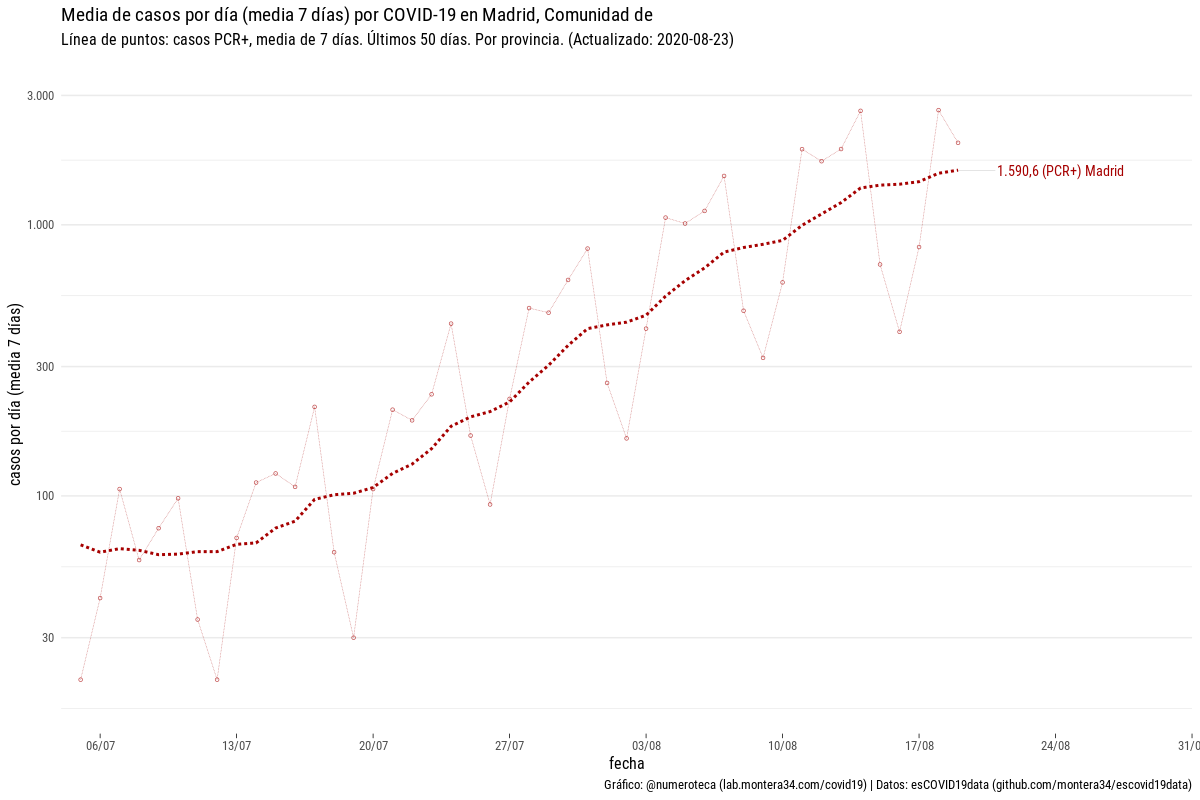 Media de casos por día (media 7 días) por COVID-19 en Madrid, Comunidad de
Línea de puntos: casos PCR+, media de 7 días. Últimos 50 días. Por provincia. (Actualizado: 2020-08-23)
casos por día (media 7 días)
3.000
1.000
300
100
30
1.590,6 (PCR+) Madrid
06/07
13/07
20/07
27/07
03/08
10/08
17/08
24/08
31/0
fecha
Gráfico: @numeroteca (lab.montera34.com/covid19) | Datos: esCOVID19data (github.com/montera34/escovid19data)